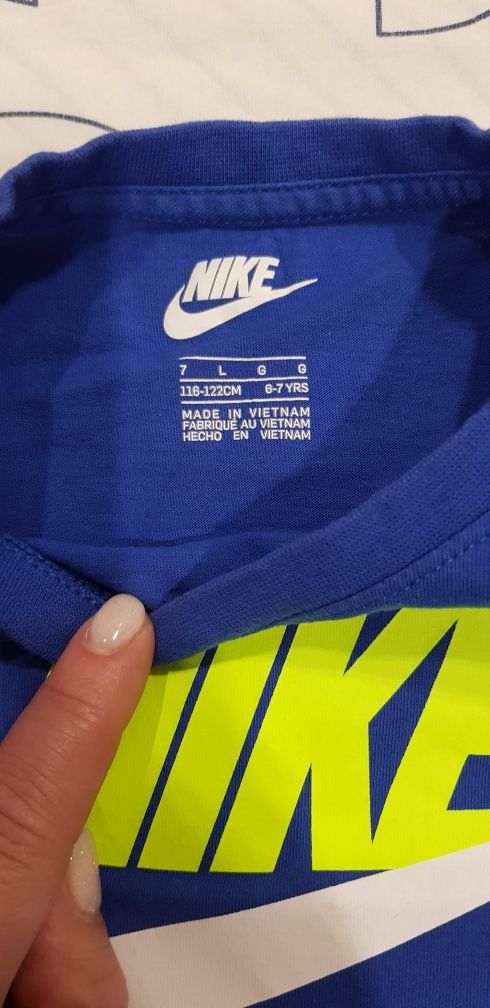 NIKE
7 L G G
116-122CM 6-7 YRS
MADE IN VIETNAM
FABRIQUÉ AU VIETNAM
HECHO EN VIETNAM
NIKE